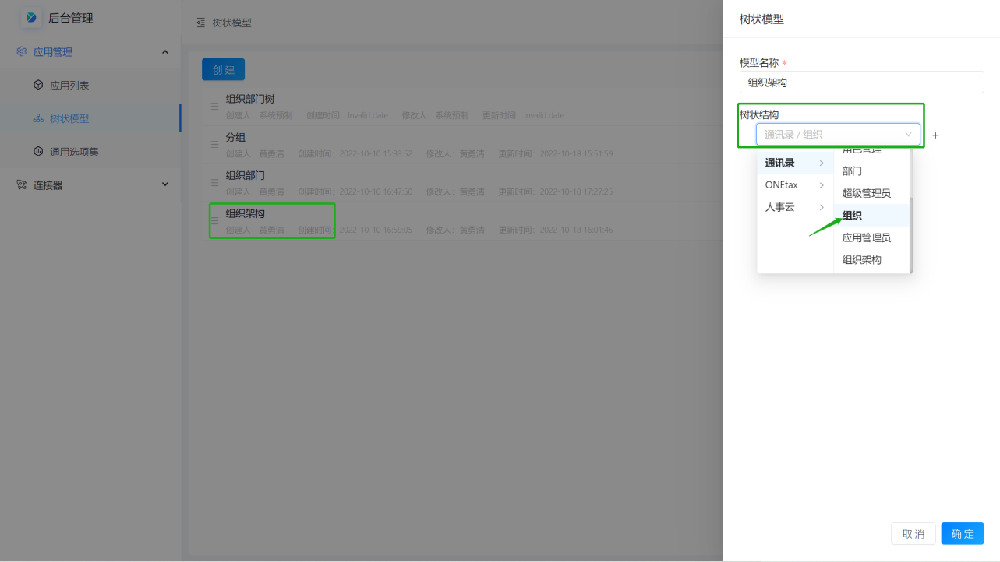 后台管理
应用管理
应用列表
树状模型
通用选项集
连接器
树状模型
创 建
组织部门树
创建人：系统预制 创建时间：Invalid date 修改人：系统预制 更新时间：Invalid date
分组
创建人：黄勇清 创建时间：2022-10-10 15:33:52 修改人：黄勇清 更新时间：2022-10-18 15:51:59
组织部门
创建人：黄勇清 创建时间：2022-10-10 16:47:50 修改人：黄勇清 更新时间：2022-10-10 17:27:25
组织架构
创建人：黄勇清 创建时间：2022-10-10 16:59:05 修改人：黄勇清 更新时间：2022-10-18 16:01:46
树状模型
模型名称 *
组织架构
树状结构
通讯录 / 组织
通讯录
ONEtax
人事云
角色管理
部门
超级管理员
组织
应用管理员
组织架构
取 消
确 定